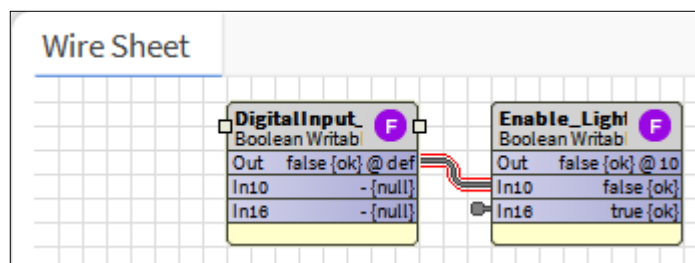 Wire Sheet
DigitalInput_
Boolean Writabl
F
Out false {ok} @ def
In10 - {null}
In16 - {null}
Enable_Light
Boolean Writabl
F
Out false {ok} @ 10
In10 false {ok}
In16 true {ok}